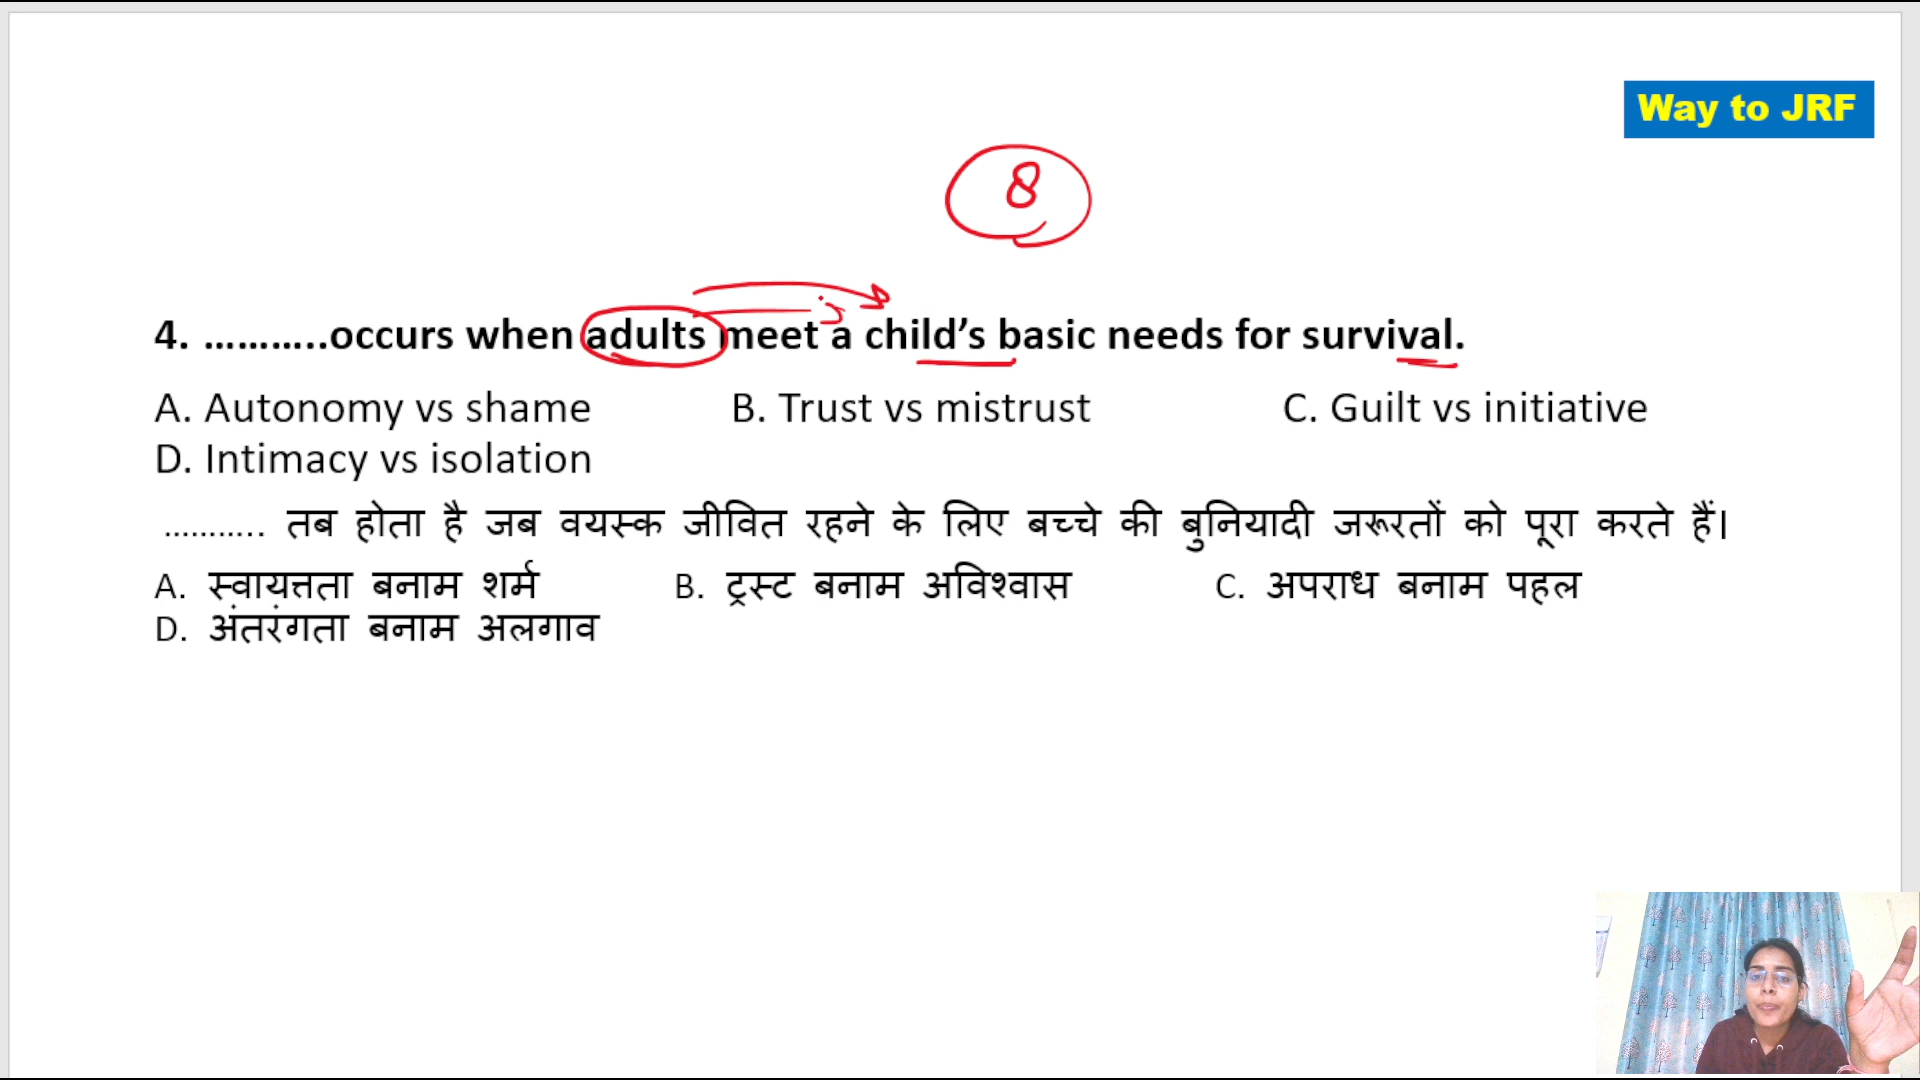 Way to JRF
8
4. ………..occurs when adults meet a child’s basic needs for survival.
A. Autonomy vs shame B. Trust vs mistrust C. Guilt vs initiative
D. Intimacy vs isolation
……….. तब होता है जब वयस्क जीवित रहने के लिए बच्चे की बुनियादी जरूरतों को पूरा करते हैं।
A. स्वायत्तता बनाम शर्म B. ट्रस्ट बनाम अविश्वास C. अपराध बनाम पहल
D. अंतरंगता बनाम अलगाव